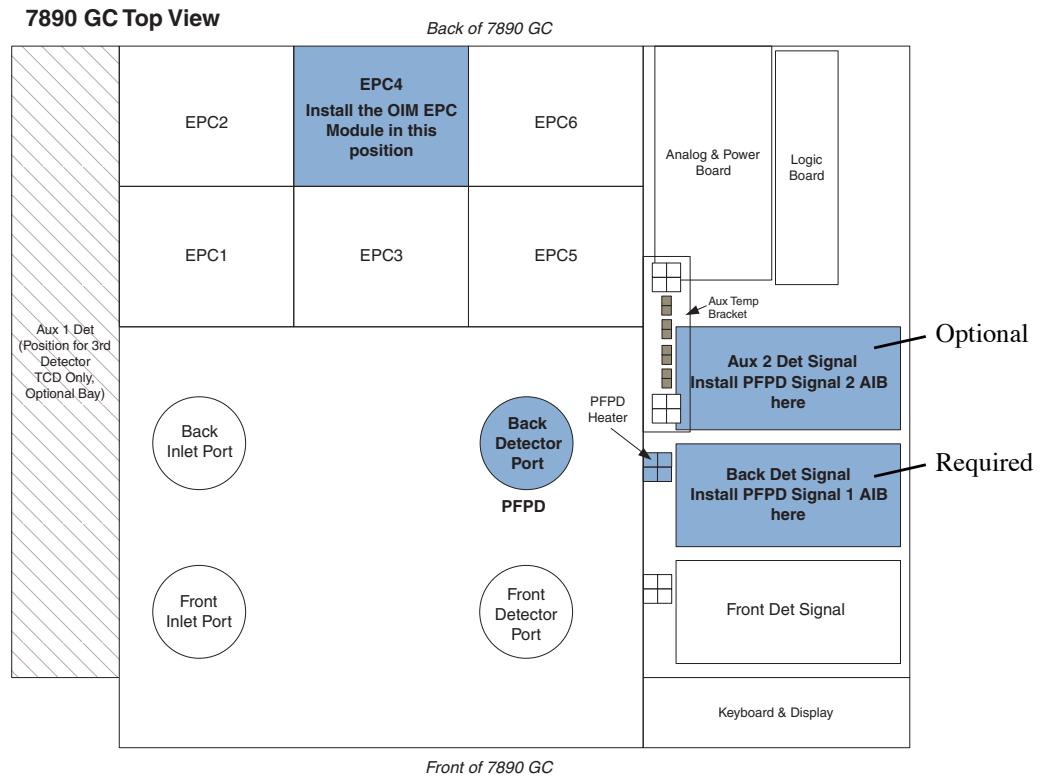 7890 GC Top View
Back of 7890 GC
EPC2
EPC4
Install the OIM EPC
Module in this
position
EPC6
Analog & Power
Board
Logic
Board
EPC1
EPC3
EPC5
Aux 1 Det
(Position for 3rd
Detector
TCD Only,
Optional Bay)
Aux Temp
Bracket
Optional
Aux 2 Det Signal
Install PFPD Signal 2 AIB
here
PFPD
Heater
Back
Inlet Port
Back
Detector
Port
PFPD
Required
Back Det Signal
Install PFPD Signal 1 AIB
here
Front
Inlet Port
Front
Detector
Port
Front Det Signal
Keyboard & Display
Front of 7890 GC